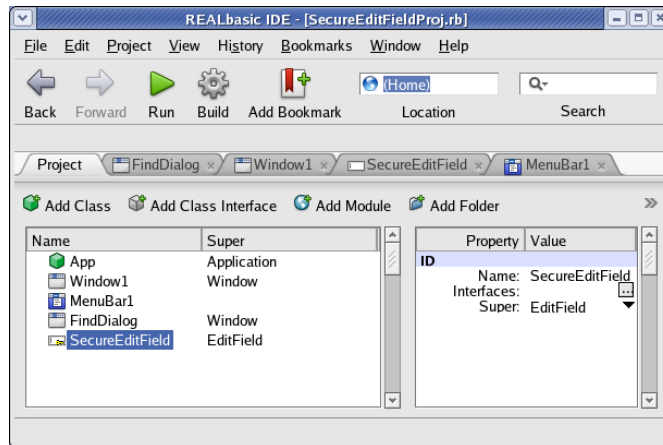 REALbasic IDE - [SecureEditFieldProj.rb]
File Edit Project View History Bookmarks Window Help
(Home)
Back Forward Run Build Add Bookmark Location Search
Project FindDialog Window1 SecureEditField MenuBar1
Add Class Add Class Interface Add Module Add Folder
Name Super Property Value
App Application ID
Window1 Window Name: SecureEditField
MenuBar1 Interfaces: ...
FindDialog Window Super: EditField
SecureEditField EditField